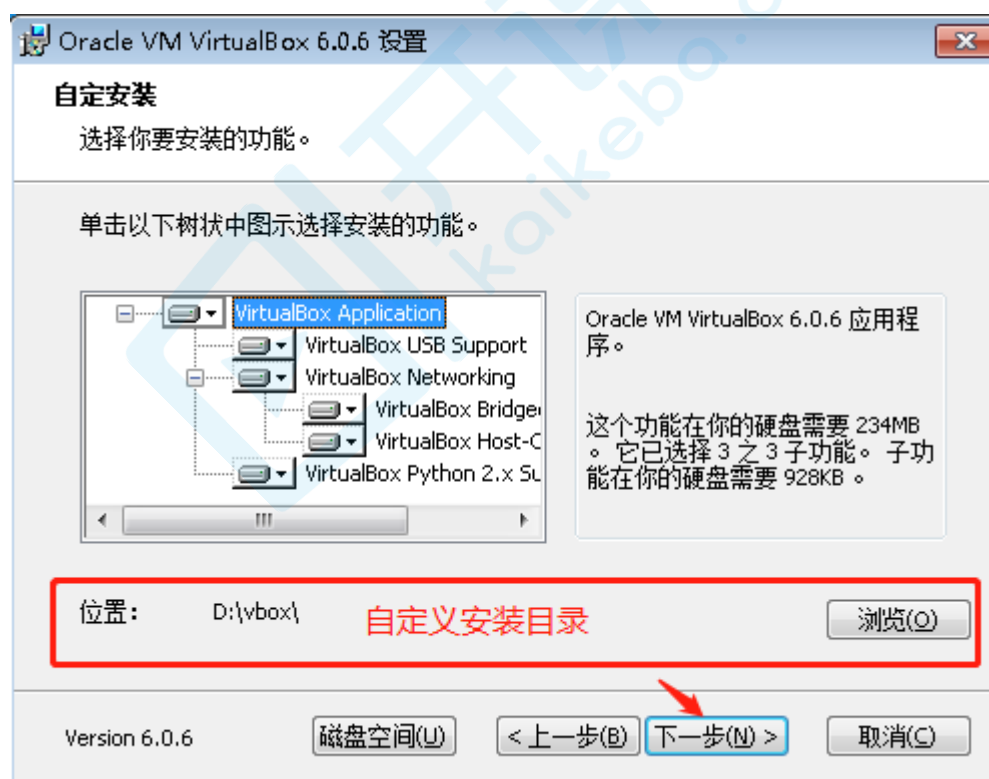 Oracle VM VirtualBox 6.0.6 设置
自定安装
选择你要安装的功能。
单击以下树状中图示选择安装的功能。
VirtualBox Application
VirtualBox USB Support
VirtualBox Networking
VirtualBox Bridge
VirtualBox Host-C
VirtualBox Python 2.x Su
Oracle VM VirtualBox 6.0.6 应用程
序。
这个功能在你的硬盘需要 234MB
。 它已选择 3 之 3 子功能。 子功
能在你的硬盘需要 928KB 。
位置: D:\vbox\ 自定义安装目录 浏览(O)
Version 6.0.6 磁盘空间(U) < 上一步(B) 下一步(N) > 取消(C)
kaikeba.